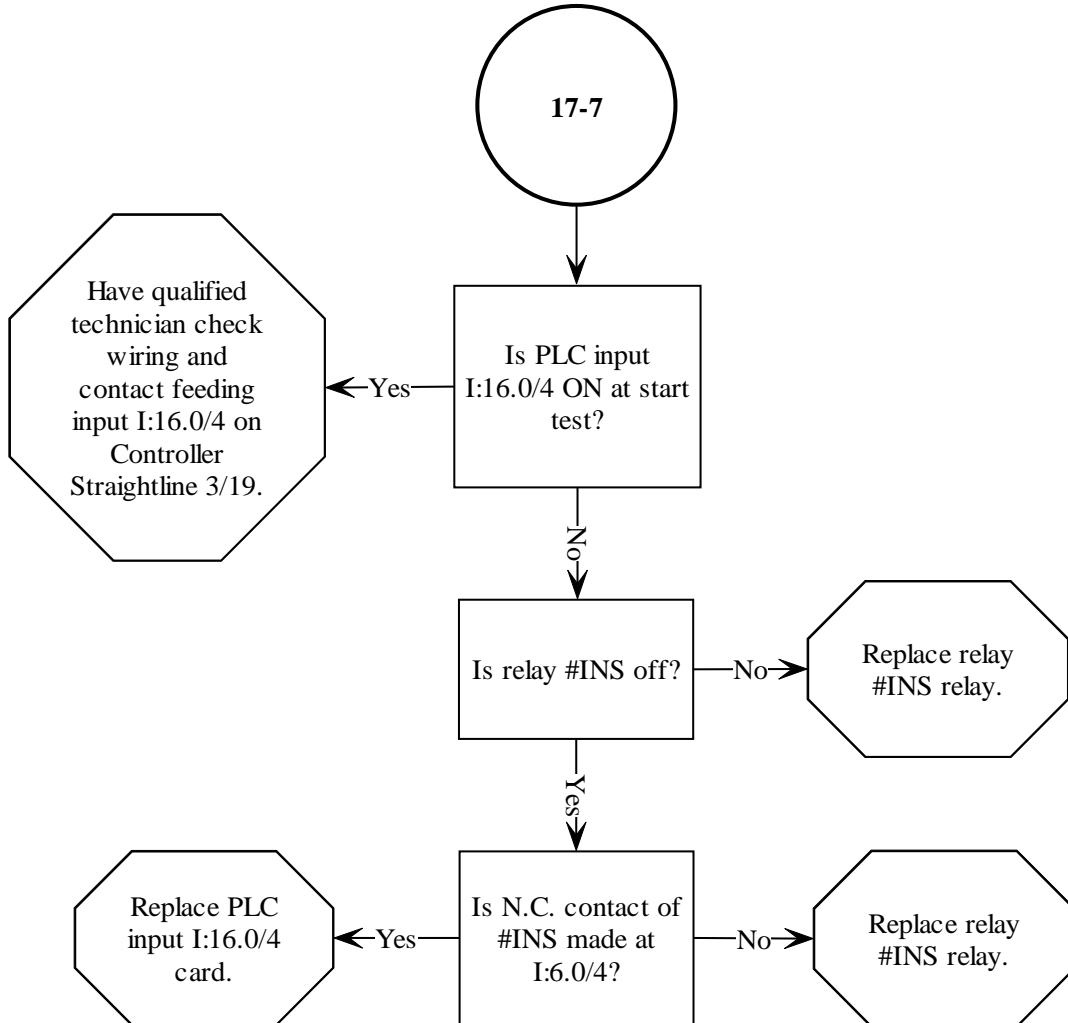 17-7
Have qualified
technician check
wiring and
contact feeding
input I:16.0/4 on
Controller
Straightline 3/19.
Yes
Is PLC input
I:16.0/4 ON at start
test?
No
Is relay #INS off?
No
Replace relay
#INS relay.
Yes
Replace PLC
input I:16.0/4
card.
Yes
Is N.C. contact of
#INS made at
I:6.0/4?
No
Replace relay
#INS relay.